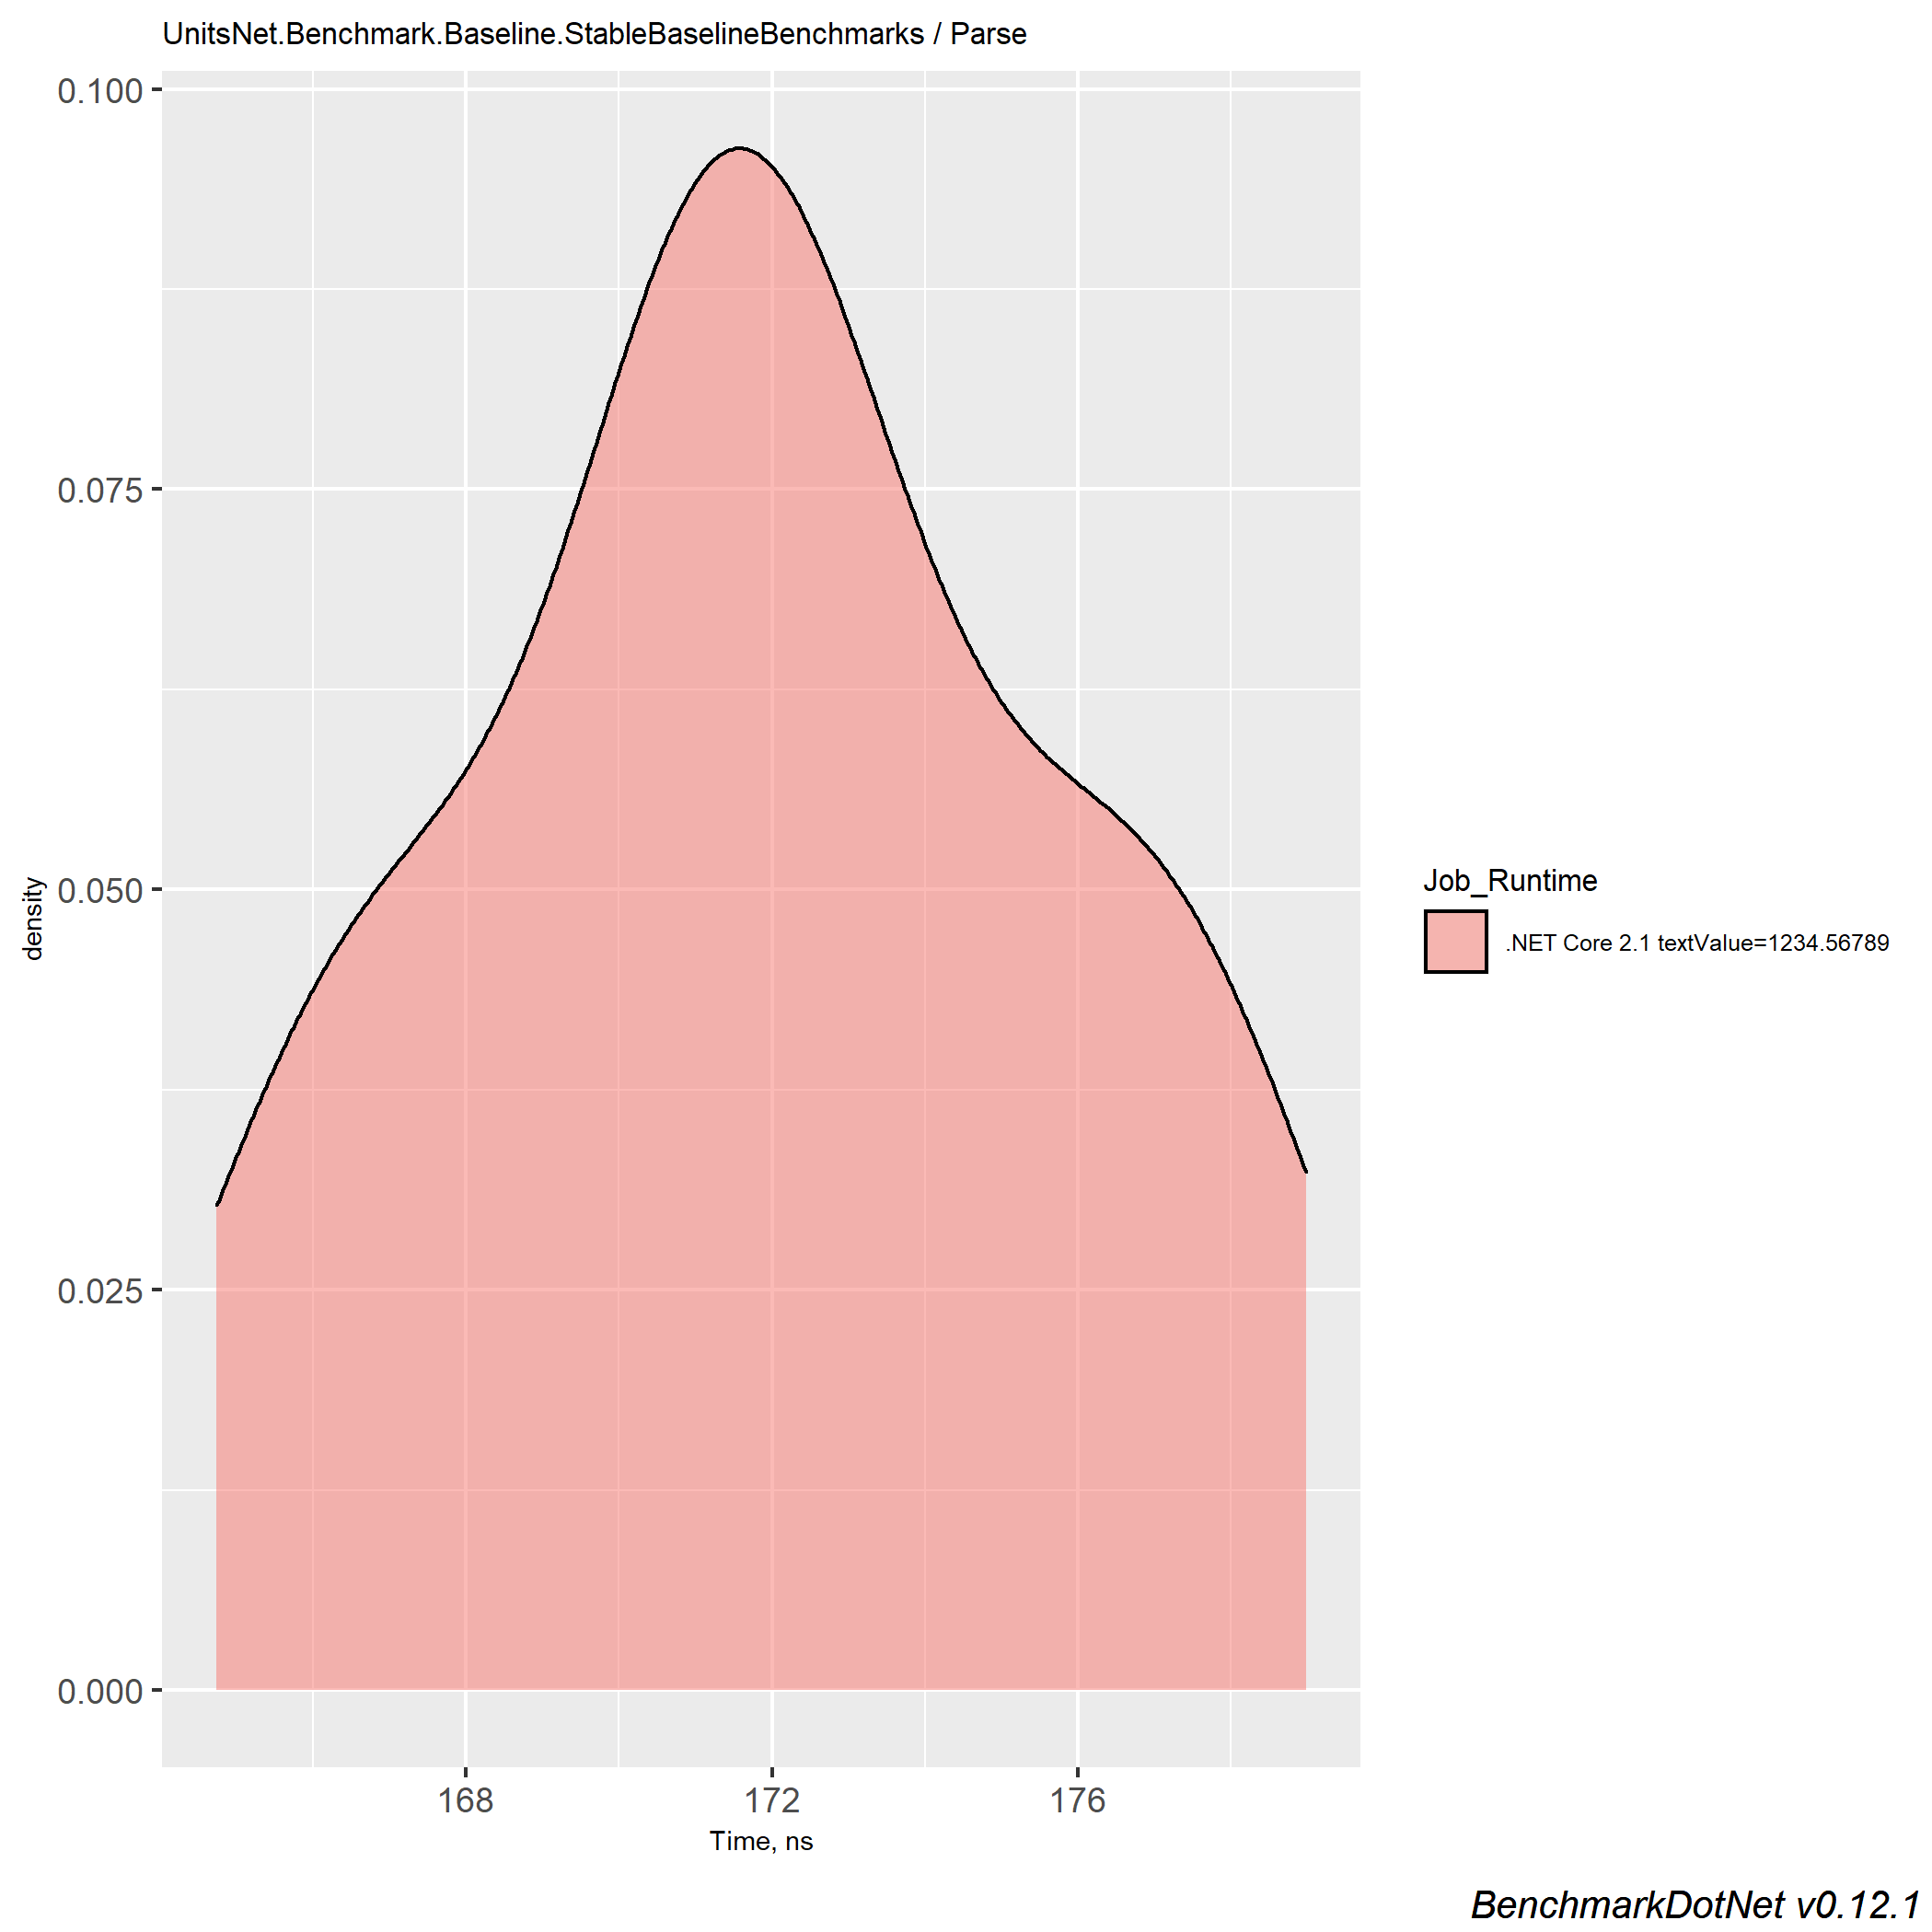 UnitsNet.Benchmark.Baseline.StableBaselineBenchmarks / Parse
0.100
0.075
0.050
0.025
0.000
density
168 172 176
Time, ns
Job_Runtime
.NET Core 2.1 textValue=1234.56789
BenchmarkDotNet v0.12.1